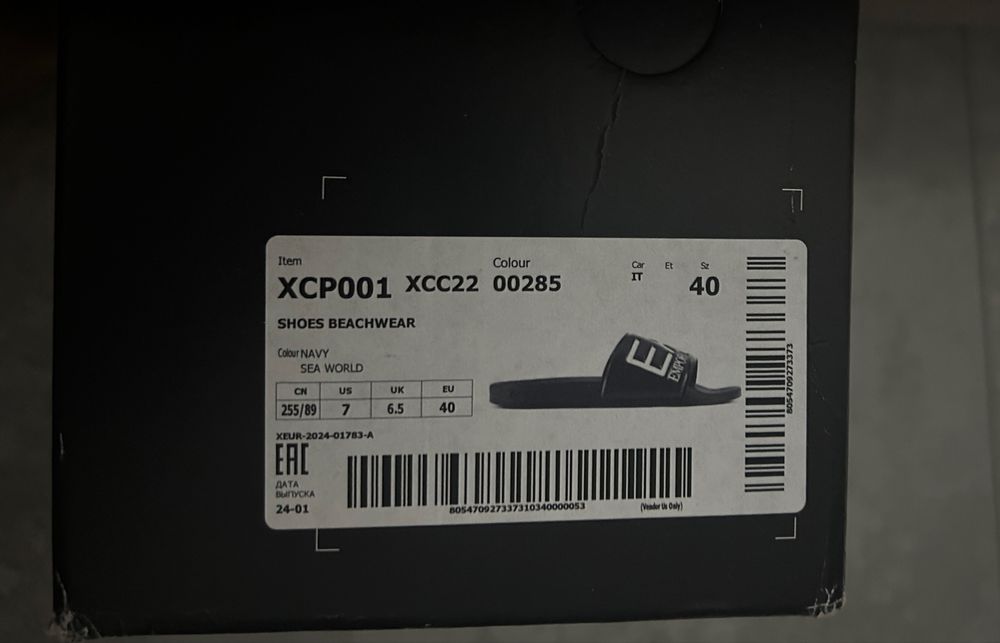 Item
XCP001 XCC22
Colour
00285
Car Et Sz
IT 40
SHOES BEACHWEAR
Colour NAVY
SEA WORLD
CN US UK EU
255/89 7 6.5 40
XEUR-2024-01783-A
EAC
ДАТА
ВЫПУСКА
24-01
805470927337310340000053
(Vendor Us Only)
8054709273373
EMPOR